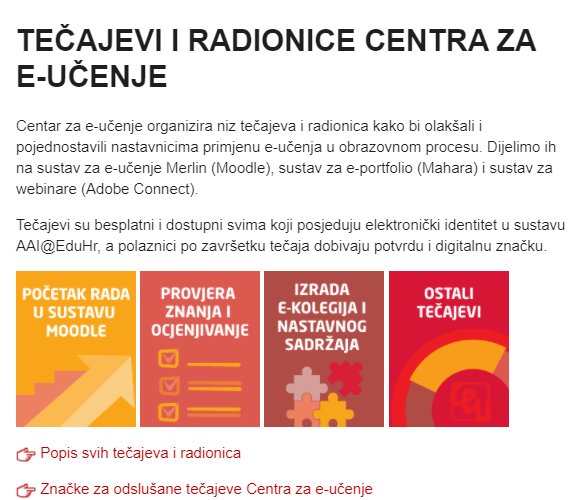 TEČAJEVI I RADIONICE CENTRA ZA
E-UČENJE
Centar za e-učenje organizira niz tečajeva i radionica kako bi olakšali i
pojednostavili nastavnicima primjenu e-učenja u obrazovnom procesu. Dijelimo ih
na sustav za e-učenje Merlin (Moodle), sustav za e-portfolio (Mahara) i sustav za
webinare (Adobe Connect).
Tečajevi su besplatni i dostupni svima koji posjeduju elektronički identitet u sustavu
AAI@EduHr, a polaznici po završetku tečaja dobivaju potvrdu i digitalnu značku.
POČETAK RADA
U SUSTAVU
MOODLE
PROVJERA
ZNANJA I
OCJENJIVANJE
IZRADA
E-KOLEGIJA I
NASTAVNOG
SADRŽAJA
OSTALI
TEČAJEVI
Popis svih tečajeva i radionica
Značke za odslušane tečajeve Centra za e-učenje